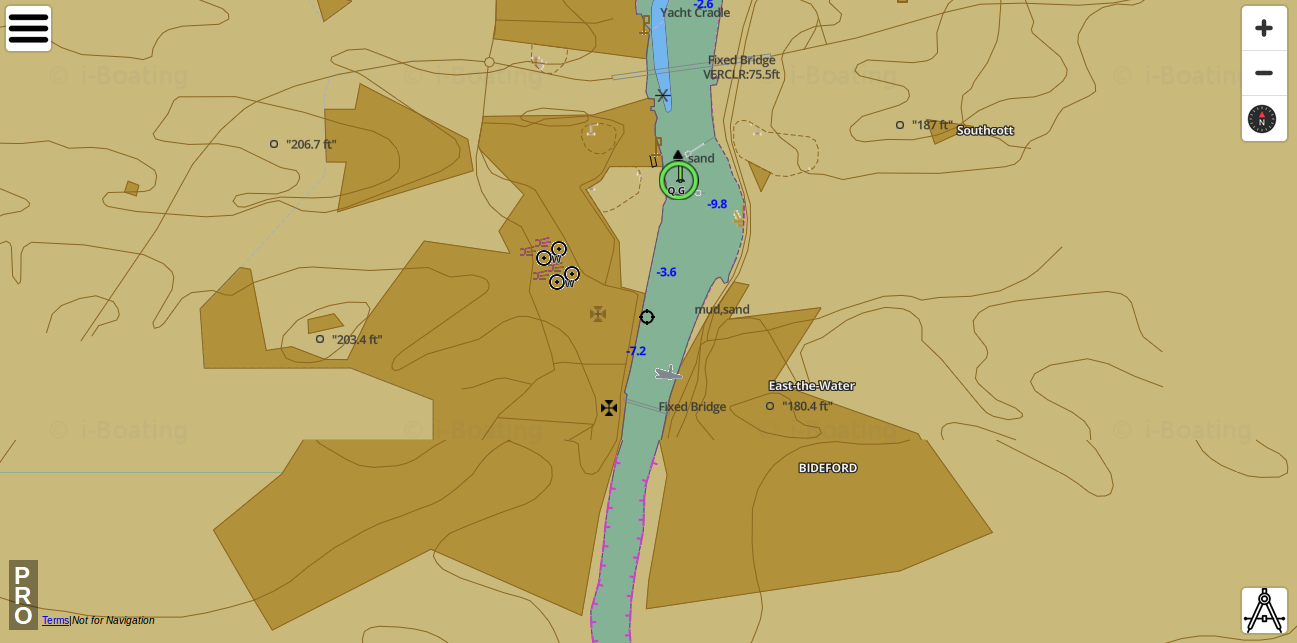 -2.6
Yacht Cradle
Fixed Bridge
VERCLR:75.5ft
© i-Boating
© i-Boating
© i-Boating
© i-Boating
"187 ft"
Southcott
"206.7 ft"
sand
Q.G
-9.8
W
-3.6
W
mud,sand
"203.4 ft"
-7.2
East-the-Water
Fixed Bridge
"180.4 ft"
© i-Boating
© i-Boating
© i-Boating
© i-Boating
BIDEFORD
N
PRO
Terms|Not for Navigation